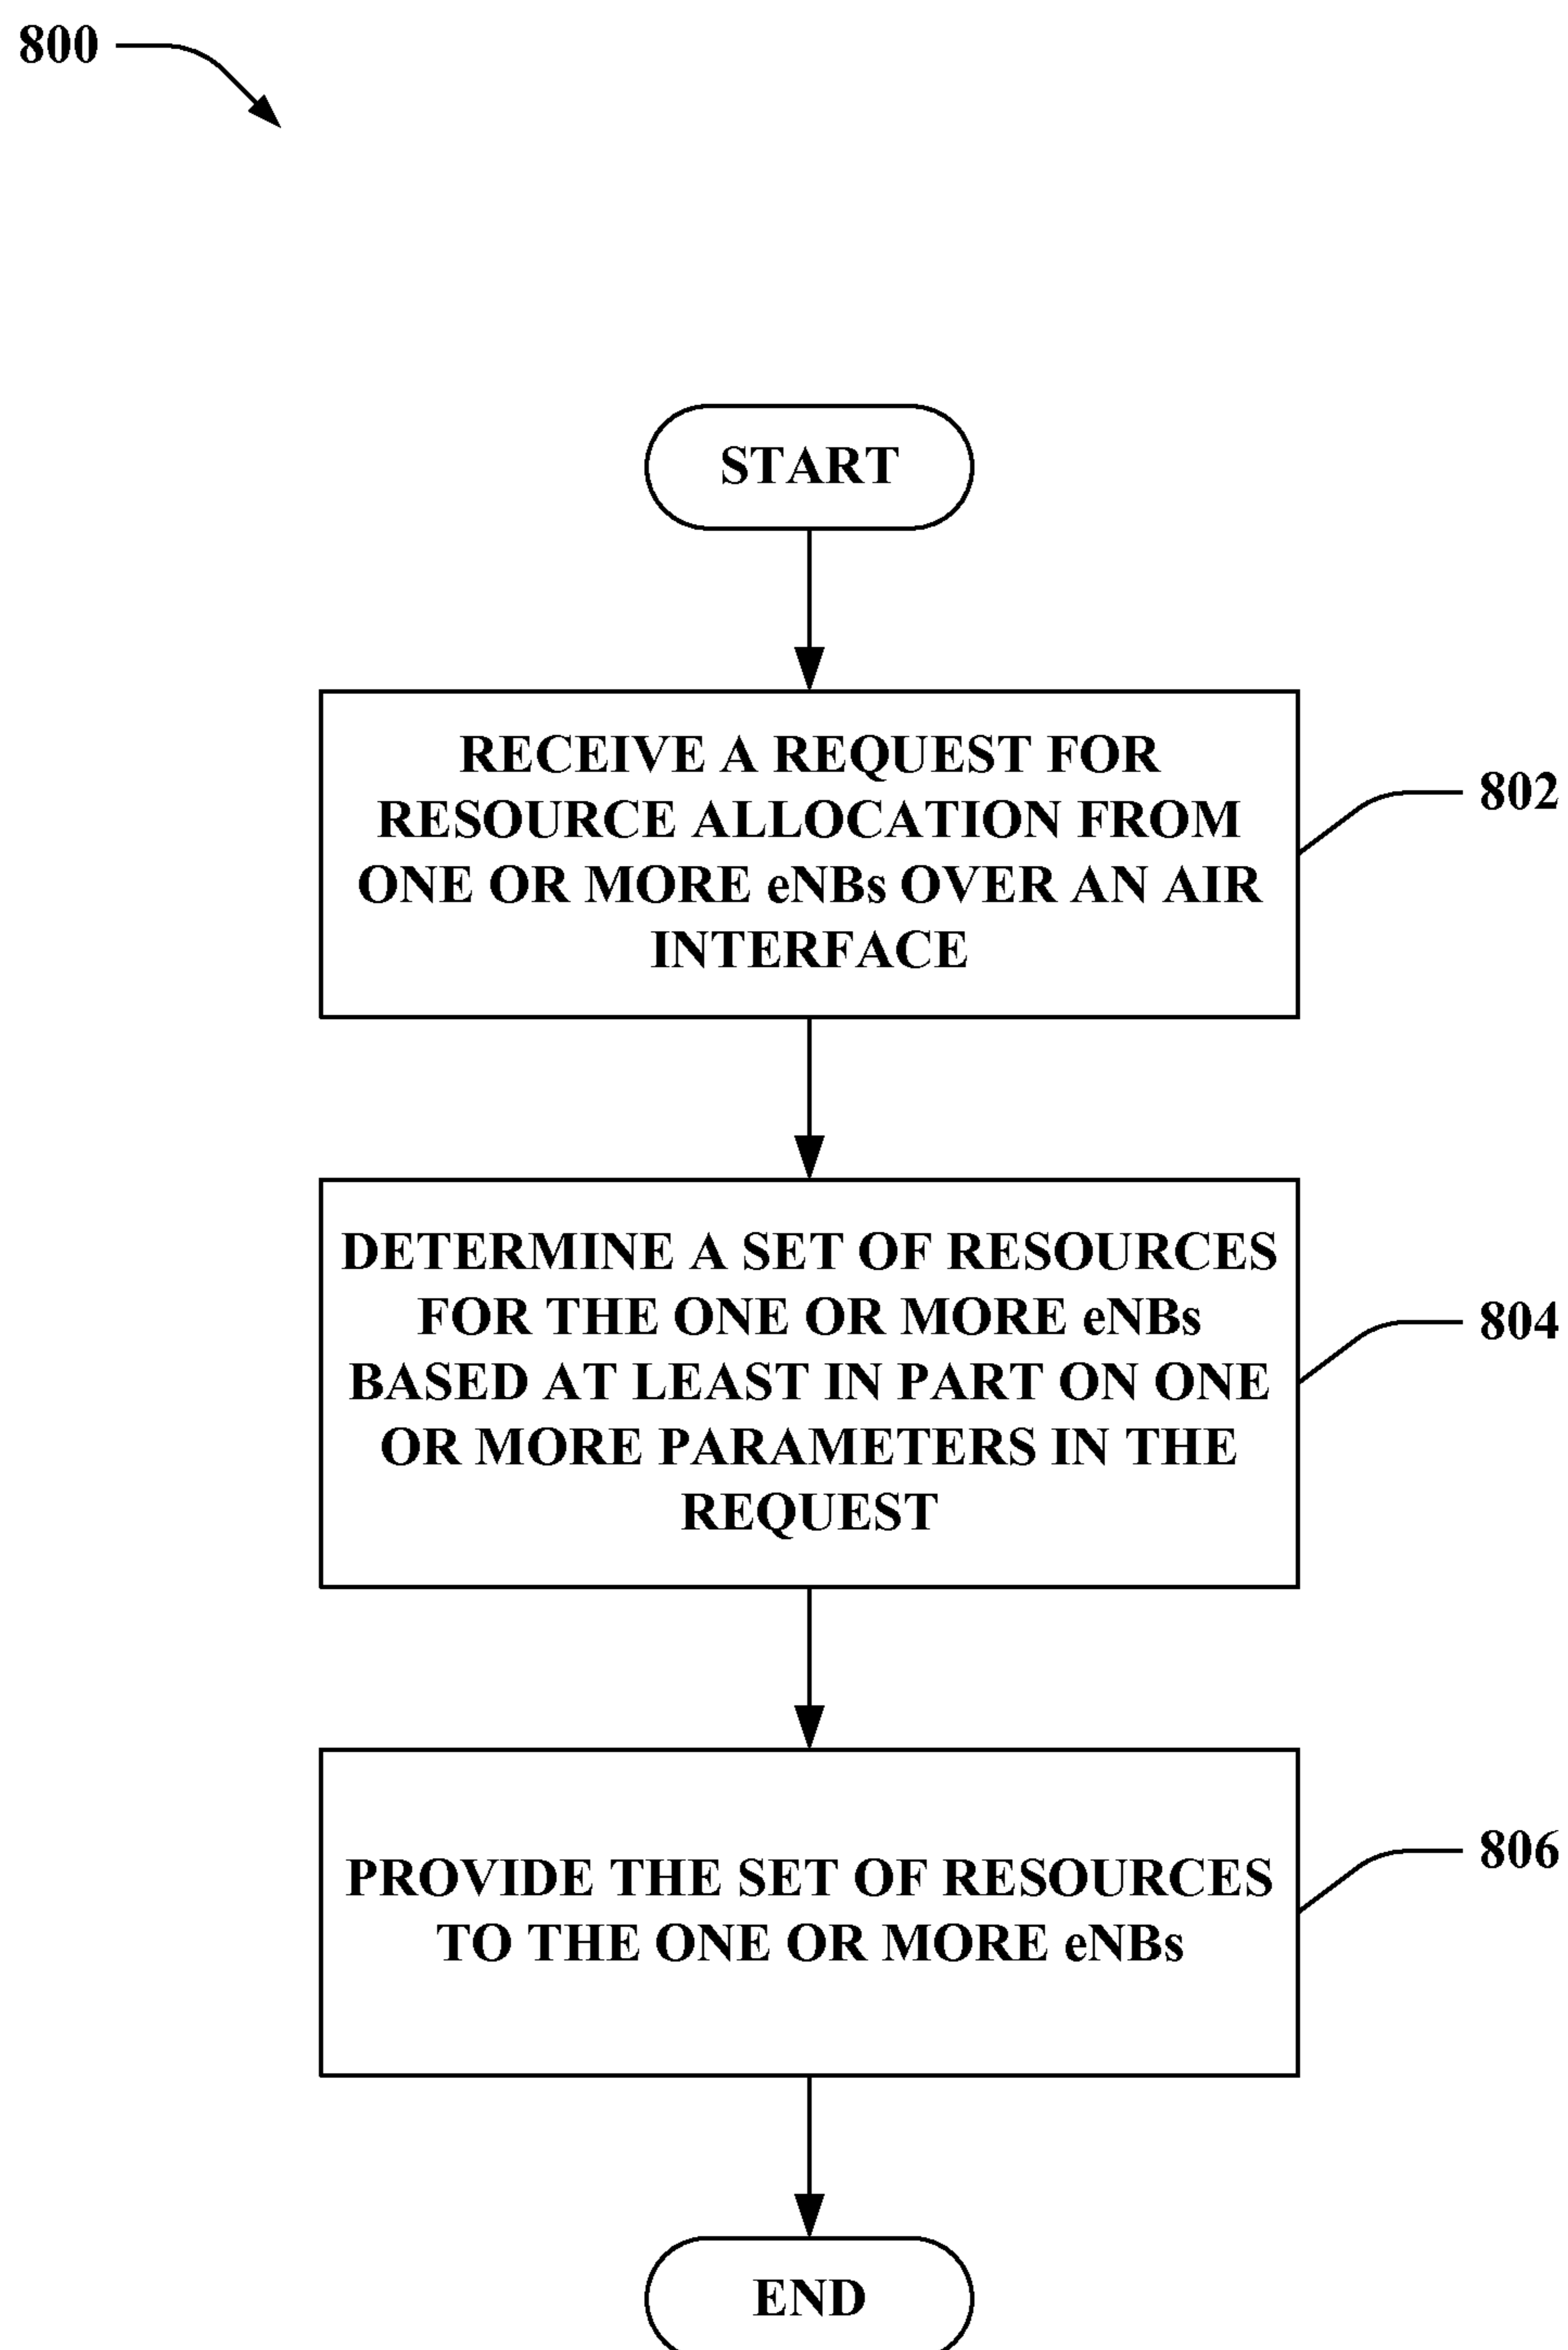 800
START
RECEIVE A REQUEST FOR
RESOURCE ALLOCATION FROM
ONE OR MORE eNBs OVER AN AIR
INTERFACE
802
DETERMINE A SET OF RESOURCES
FOR THE ONE OR MORE eNBs
BASED AT LEAST IN PART ON ONE
OR MORE PARAMETERS IN THE
REQUEST
804
PROVIDE THE SET OF RESOURCES
TO THE ONE OR MORE eNBs
806
END